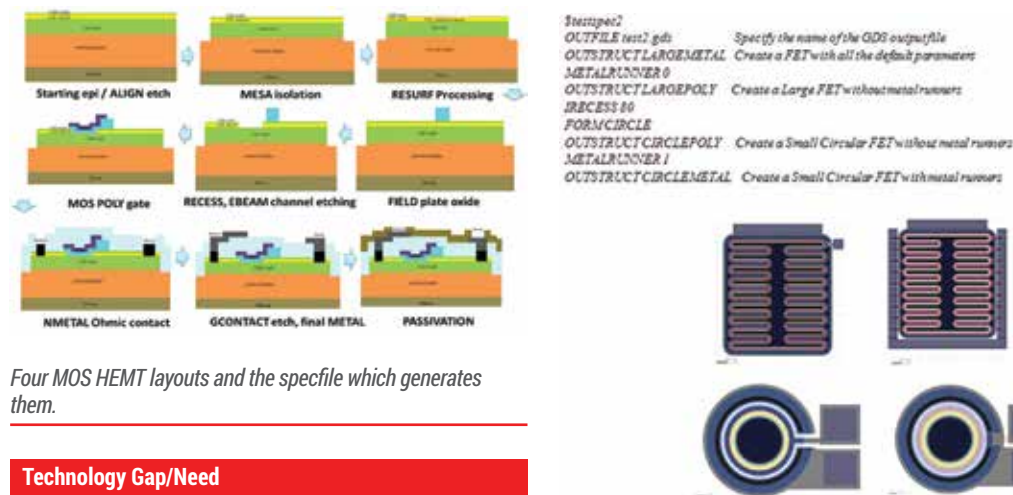 Starting epi / ALIGN etch
MESA isolation
RESURF Processing
MOS POLY gate
RECESS, EBEAM channel etching
FIELD plate oxide
NMETAL Ohmic contact
GCONTACT etch, final METAL
PASSIVATION
Four MOS HEMT layouts and the specfile which generates
them.
Technology Gap/Need
$testspec2
OUTFILE test2.gds Specify the name of the GDS outputfile
OUTSTRUCT LARGEMETAL Create a FET with all the default parameters
METALRUNNER 0
OUTSTRUCT LARGEPOLY Create a Large FET without metal runners
IRECESS 80
FORM CIRCLE
OUTSTRUCT CIRCLEPOLY Create a Small Circular FET without metal runners
METALRUNNER 1
OUTSTRUCT CIRCLEMETAL Create a Small Circular FET with metal runners